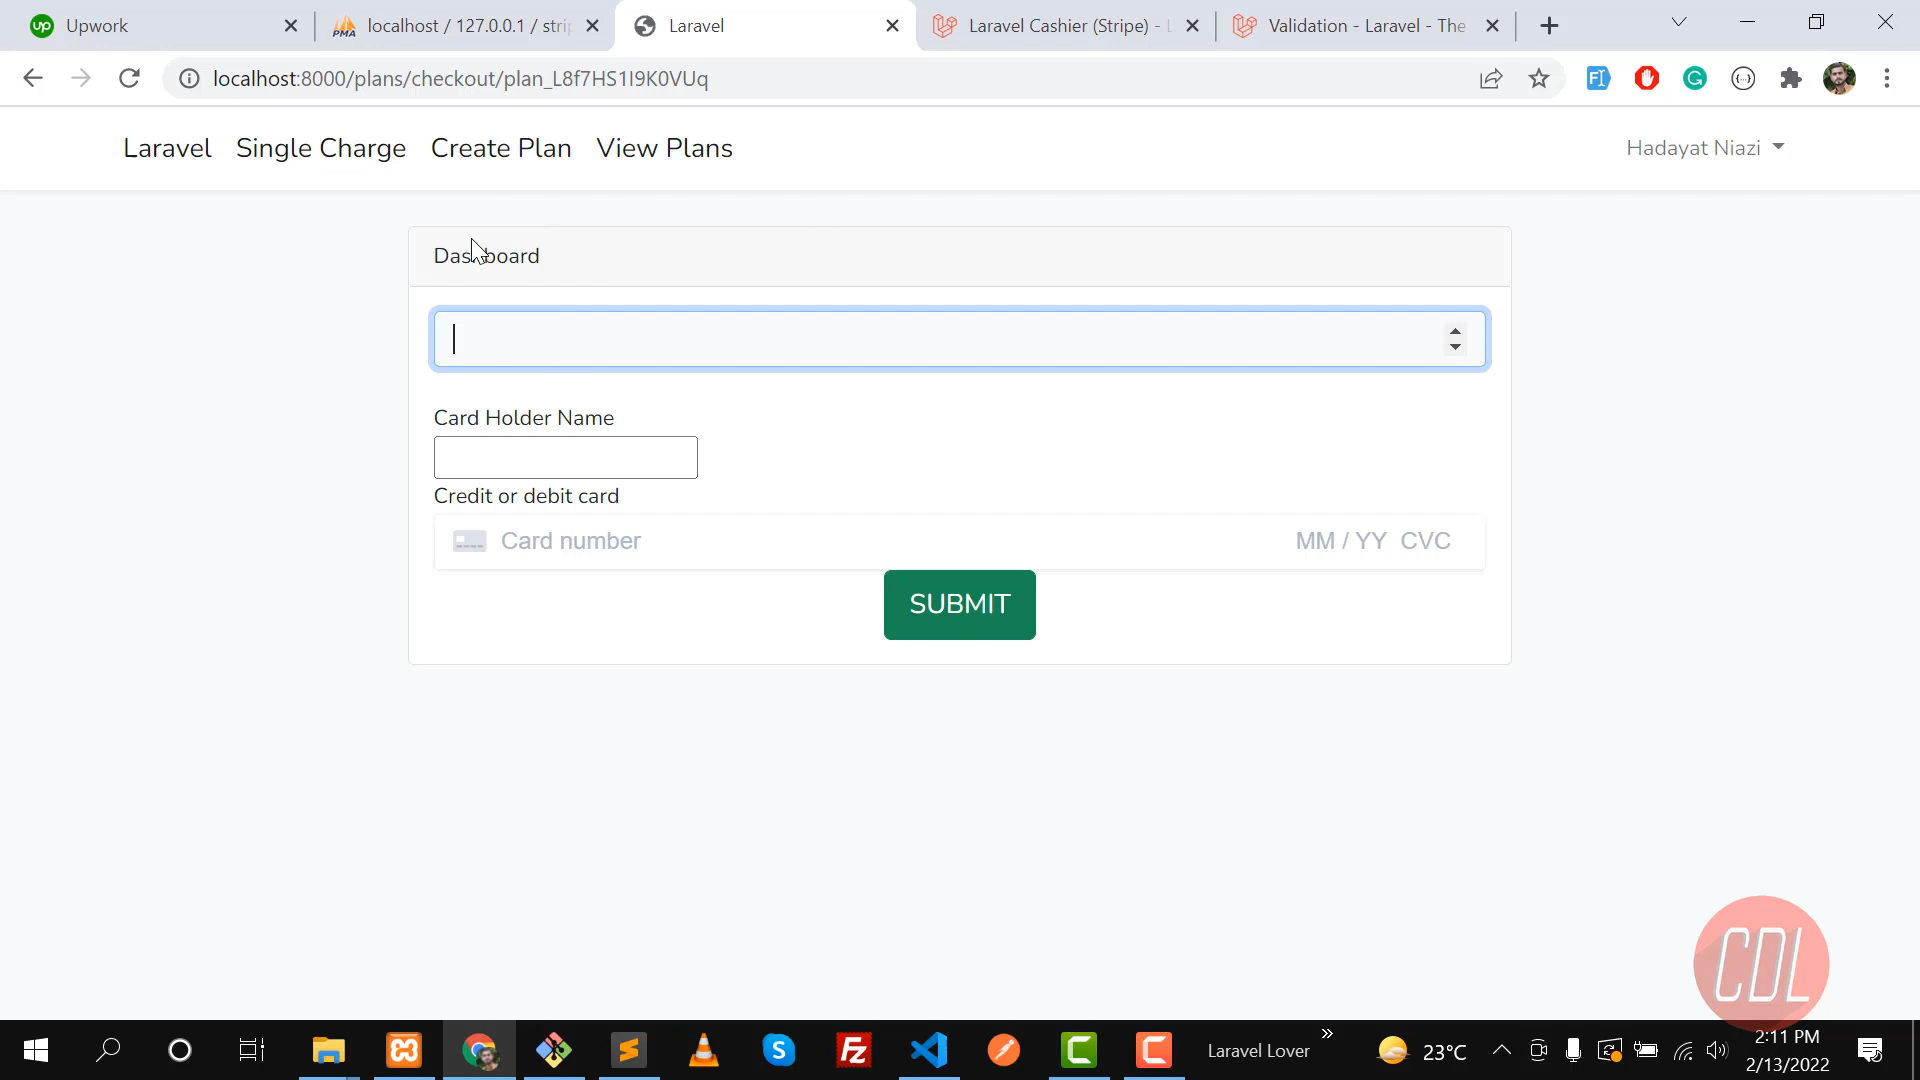 Upwork
localhost / 127.0.0.1 / stri
Laravel
Laravel Cashier (Stripe) - L
Validation - Laravel - The
localhost:8000/plans/checkout/plan_L8f7HS1I9K0VUq
Laravel Single Charge Create Plan View Plans
Hadayat Niazi
Dashboard
Card Holder Name
Credit or debit card
Card number
MM / YY CVC
SUBMIT
CDL
Laravel Lover
23°C
2:11 PM
2/13/2022